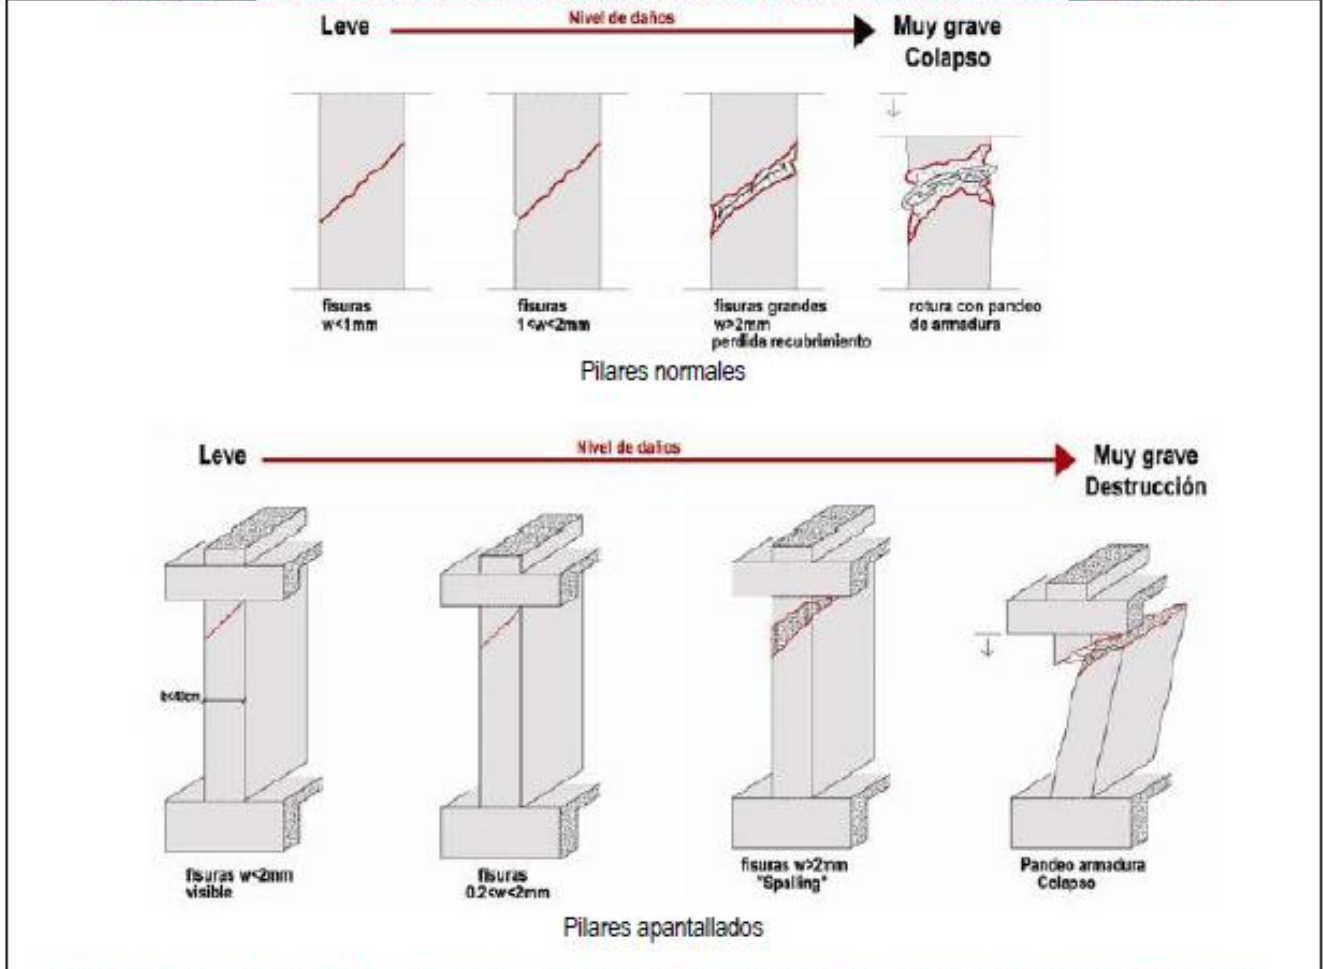 Nivel de daños
Leve
Muy grave
Colapso
fisuras
w<1mm
fisuras
1<w<2mm
fisuras grandes
w>2mm
perdida recubrimiento
rotura con pandeo
de armadura
Pilares normales
Nivel de daños
Leve
Muy grave
Destrucción
fisuras w<2mm
visible
fisuras
0.2<w<2mm
fisuras w>2mm
"Spalling"
Pandeo armadura
Colapso
Pilares apantallados